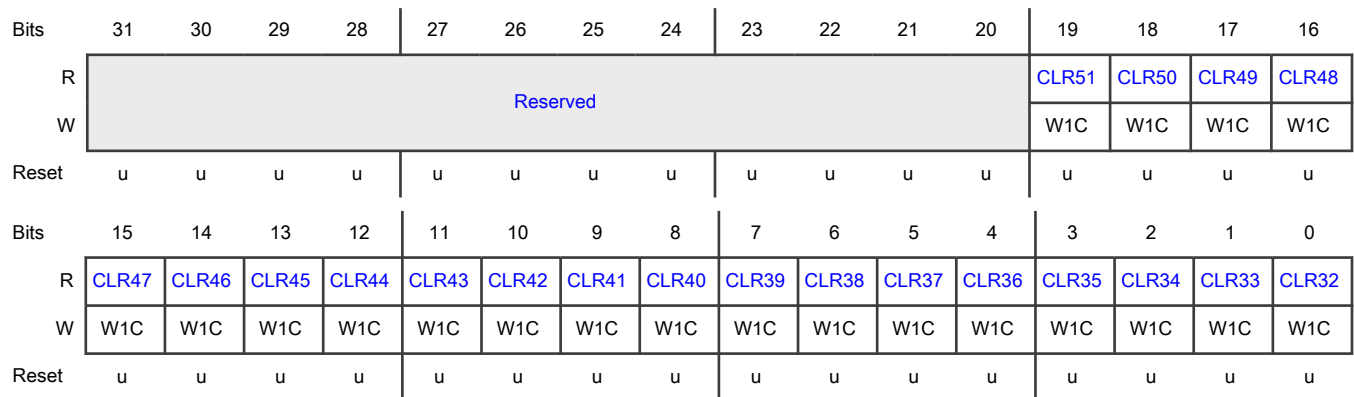 Bits 31 30 29 28 27 26 25 24 23 22 21 20 19 18 17 16
R Reserved CLR51 CLR50 CLR49 CLR48
W W1C W1C W1C W1C
Reset u u u u u u u u u u u u u u u u
Bits 15 14 13 12 11 10 9 8 7 6 5 4 3 2 1 0
R CLR47 CLR46 CLR45 CLR44 CLR43 CLR42 CLR41 CLR40 CLR39 CLR38 CLR37 CLR36 CLR35 CLR34 CLR33 CLR32
W W1C W1C W1C W1C W1C W1C W1C W1C W1C W1C W1C W1C W1C W1C W1C W1C
Reset u u u u u u u u u u u u u u u u